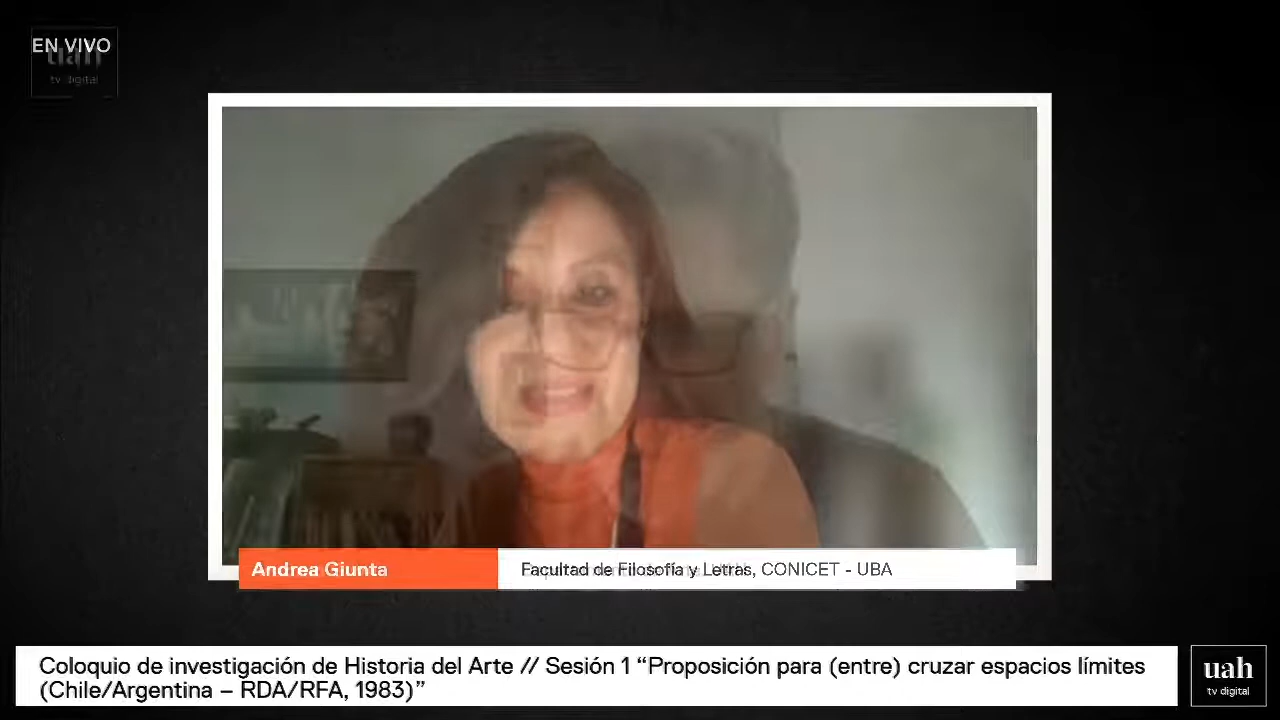 EN VIVO
uah
tv digital
Andrea Giunta
Facultad de Filosofía y Letras, CONICET - UBA
Coloquio de investigación de Historia del Arte // Sesión 1 “Proposición para (entre) cruzar espacios límites
(Chile/Argentina – RDA/RFA, 1983)”
uah
tv digital